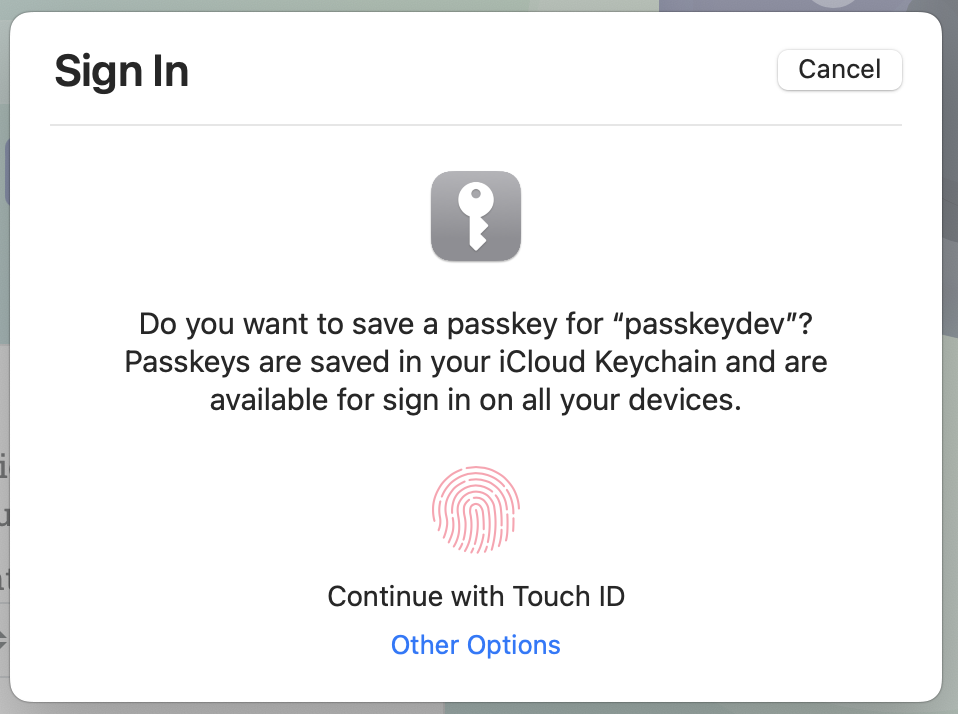 Sign In
Cancel
Do you want to save a passkey for “passkeydev”?
Passkeys are saved in your iCloud Keychain and are
available for sign in on all your devices.
Continue with Touch ID
Other Options